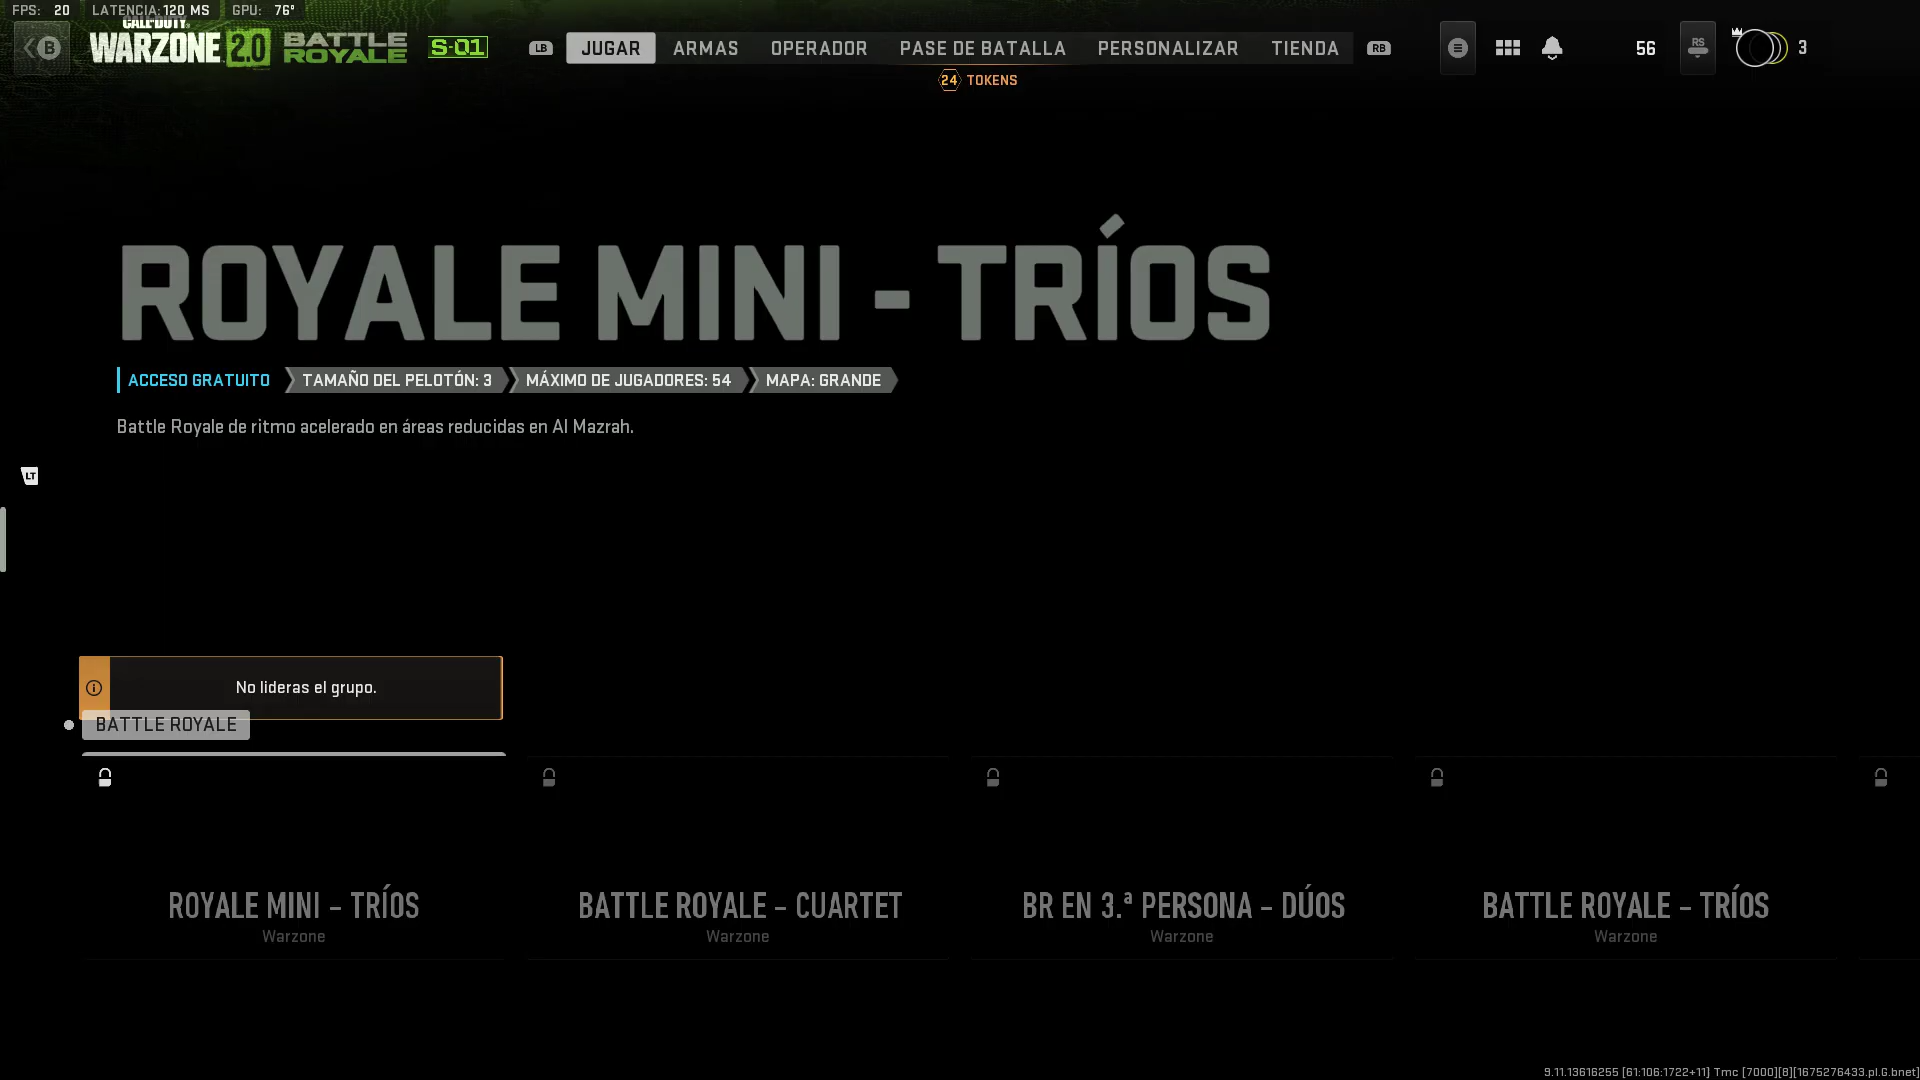 FPS: 20 LATENCIA: 120 MS GPU: 76°
B CALL OF DUTY WARZONE 2.0 BATTLE ROYALE S-01 LB JUGAR ARMAS OPERADOR PASE DE BATALLA PERSONALIZAR TIENDA RB 56 RS 3
24 TOKENS
ROYALE MINI - TRÍOS
ACCESO GRATUITO TAMAÑO DEL PELOTÓN: 3 MÁXIMO DE JUGADORES: 54 MAPA: GRANDE
Battle Royale de ritmo acelerado en áreas reducidas en Al Mazrah.
LT
No lideras el grupo.
BATTLE ROYALE
ROYALE MINI - TRÍOS
Warzone
BATTLE ROYALE - CUARTET
Warzone
BR EN 3.ª PERSONA - DÚOS
Warzone
BATTLE ROYALE - TRÍOS
Warzone
9.11.13616255 [61:106:1722+11] Tmc [7000][8][1675276433.pl.G.bnet]